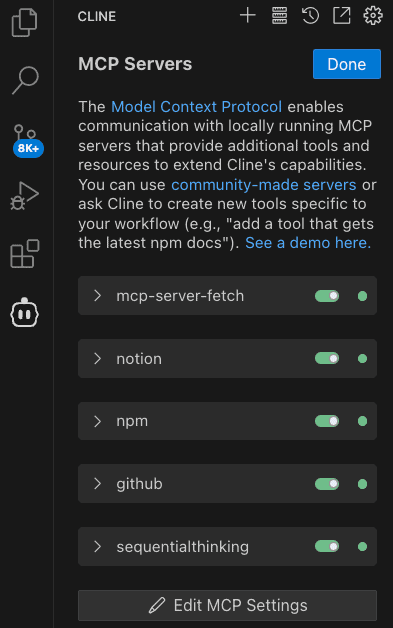 CLINE
MCP Servers
Done
The Model Context Protocol enables
communication with locally running MCP
servers that provide additional tools and
resources to extend Cline's capabilities.
You can use community-made servers or
ask Cline to create new tools specific to
your workflow (e.g., "add a tool that gets
the latest npm docs"). See a demo here.
8K+
mcp-server-fetch
notion
npm
github
sequentialthinking
Edit MCP Settings